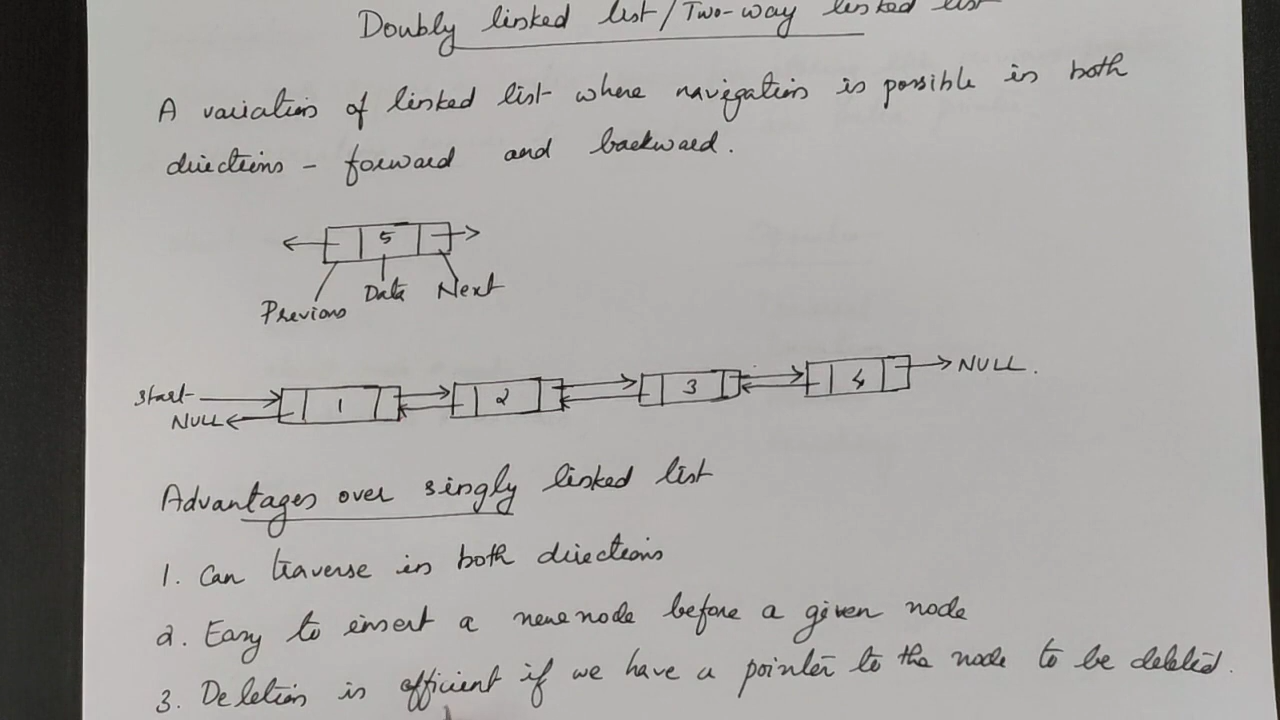 Doubly linked list/Two-way linked list
A variation of linked list where navigation is possible in both
directions - forward and backward.
5
Previous Data Next
Start
NULL
1 2 3 4
NULL.
Advantages over singly linked list
1. Can traverse in both directions
2. Easy to insert a new node before a given node
3. Deletion is efficient if we have a pointer to the node to be deleted.